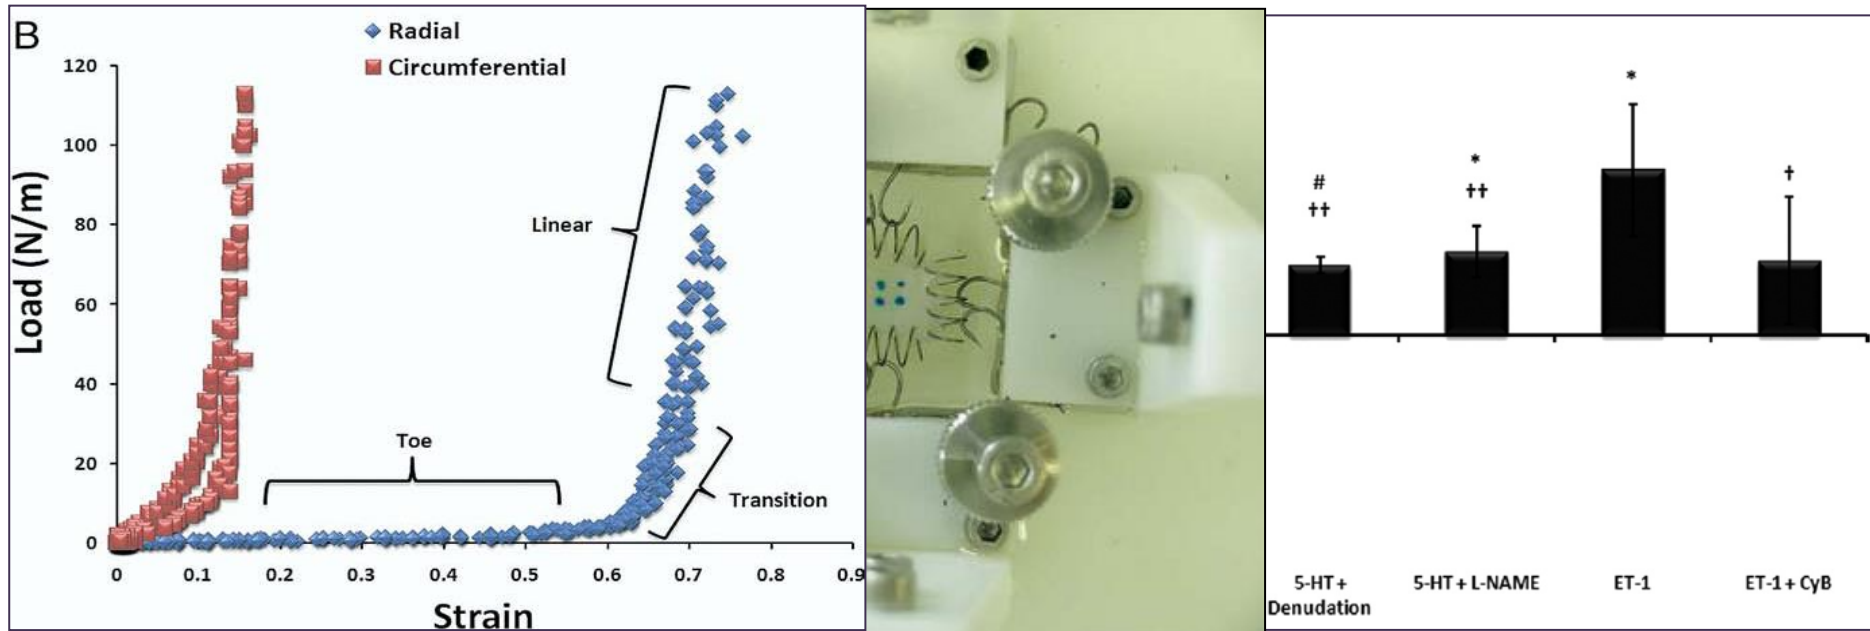 B
Radial
Circumferential
120
100
80
60
40
20
0
Load (N/m)
Linear
Toe
Transition
0 0.1 0.2 0.3 0.4 0.5 0.6 0.7 0.8 0.9
Strain
*
* †
# ††
††
5-HT + 5-HT + L-NAME ET-1 ET-1 + CyB
Denudation